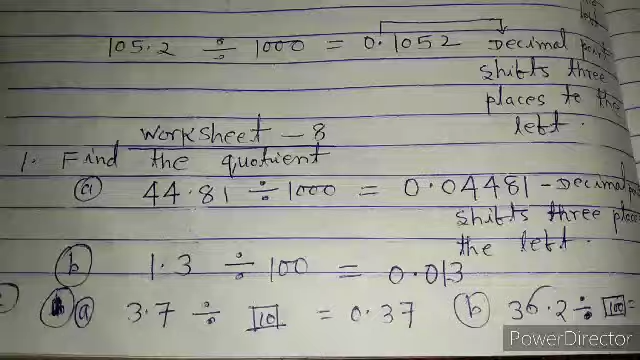 left
105.2 ÷ 1000 = 0.1052 Decimal point
shifts three
places to the
left.
Worksheet - 8
1. Find the quotient
(a) 44.81 ÷ 1000 = 0.04481 - Decimal
shifts three place
the left.
(b) 1.3 ÷ 100 = 0.013
(a) 3.7 ÷ 10 = 0.37 (b) 36.2 ÷ 100 =
PowerDirector